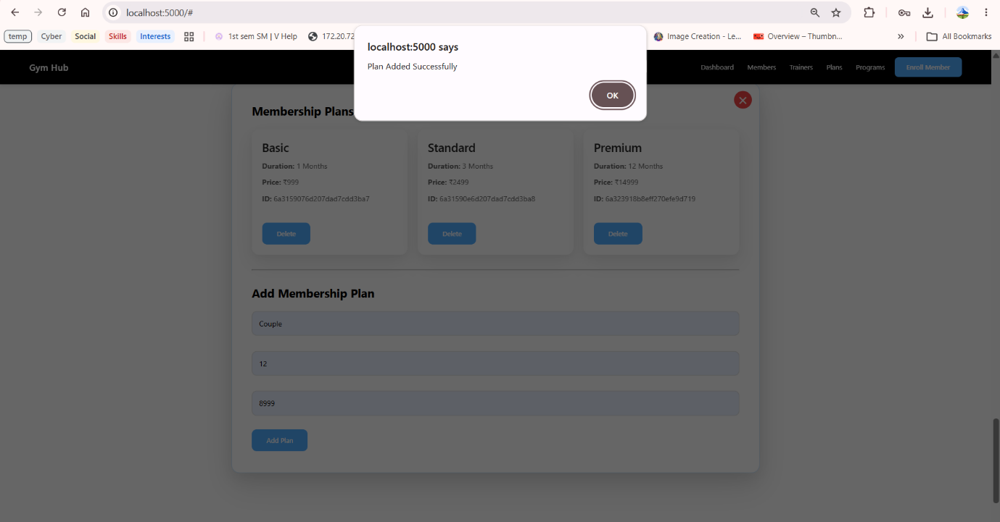 localhost:5000/#
temp Cyber Social Skills Interests 1st sem SM | V Help 172.20.72 Image Creation - Le... Overview – Thumbn... » All Bookmarks
localhost:5000 says
Plan Added Successfully
OK
Gym Hub Dashboard Members Trainers Plans Programs Enroll Member
Membership Plans
Basic
Duration: 1 Months
Price: ₹999
ID: 6a3159076d207dad7cdd3ba7
Delete
Standard
Duration: 3 Months
Price: ₹2499
ID: 6a31590e6d207dad7cdd3ba8
Delete
Premium
Duration: 12 Months
Price: ₹14999
ID: 6a323918b8eff270efe9d719
Delete
Add Membership Plan
Couple
12
8999
Add Plan